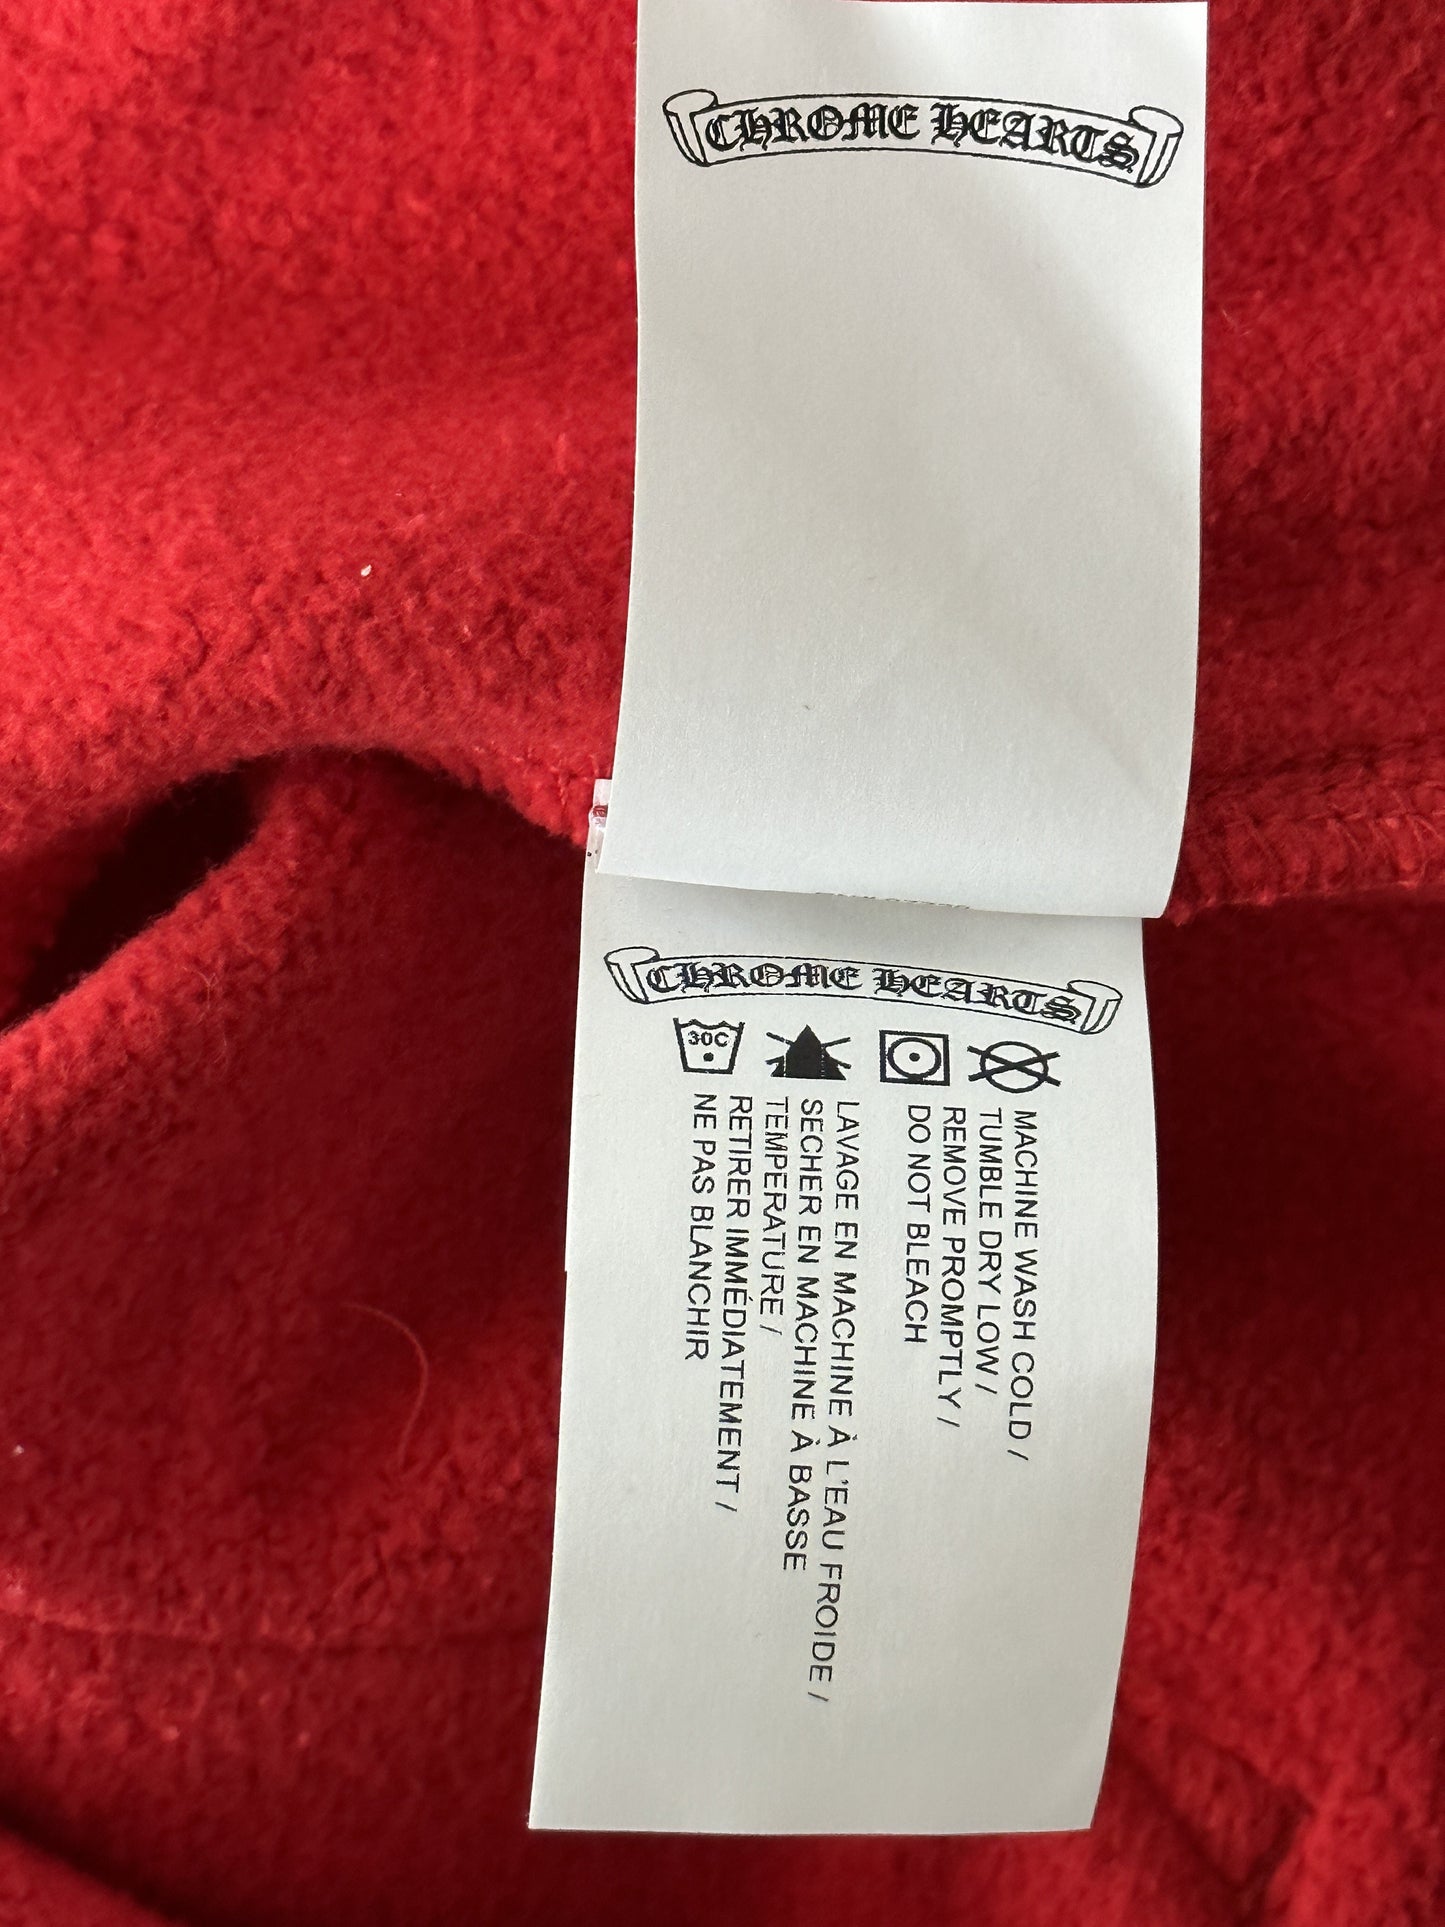 CHROME HEARTS
CHROME HEARTS
30C
MACHINE WASH COLD /
TUMBLE DRY LOW /
REMOVE PROMPTLY /
DO NOT BLEACH
LAVAGE EN MACHINE À L'EAU FROIDE /
SECHER EN MACHINE À BASSE
TEMPERATURE /
RETIRER IMMÉDIATEMENT /
NE PAS BLANCHIR